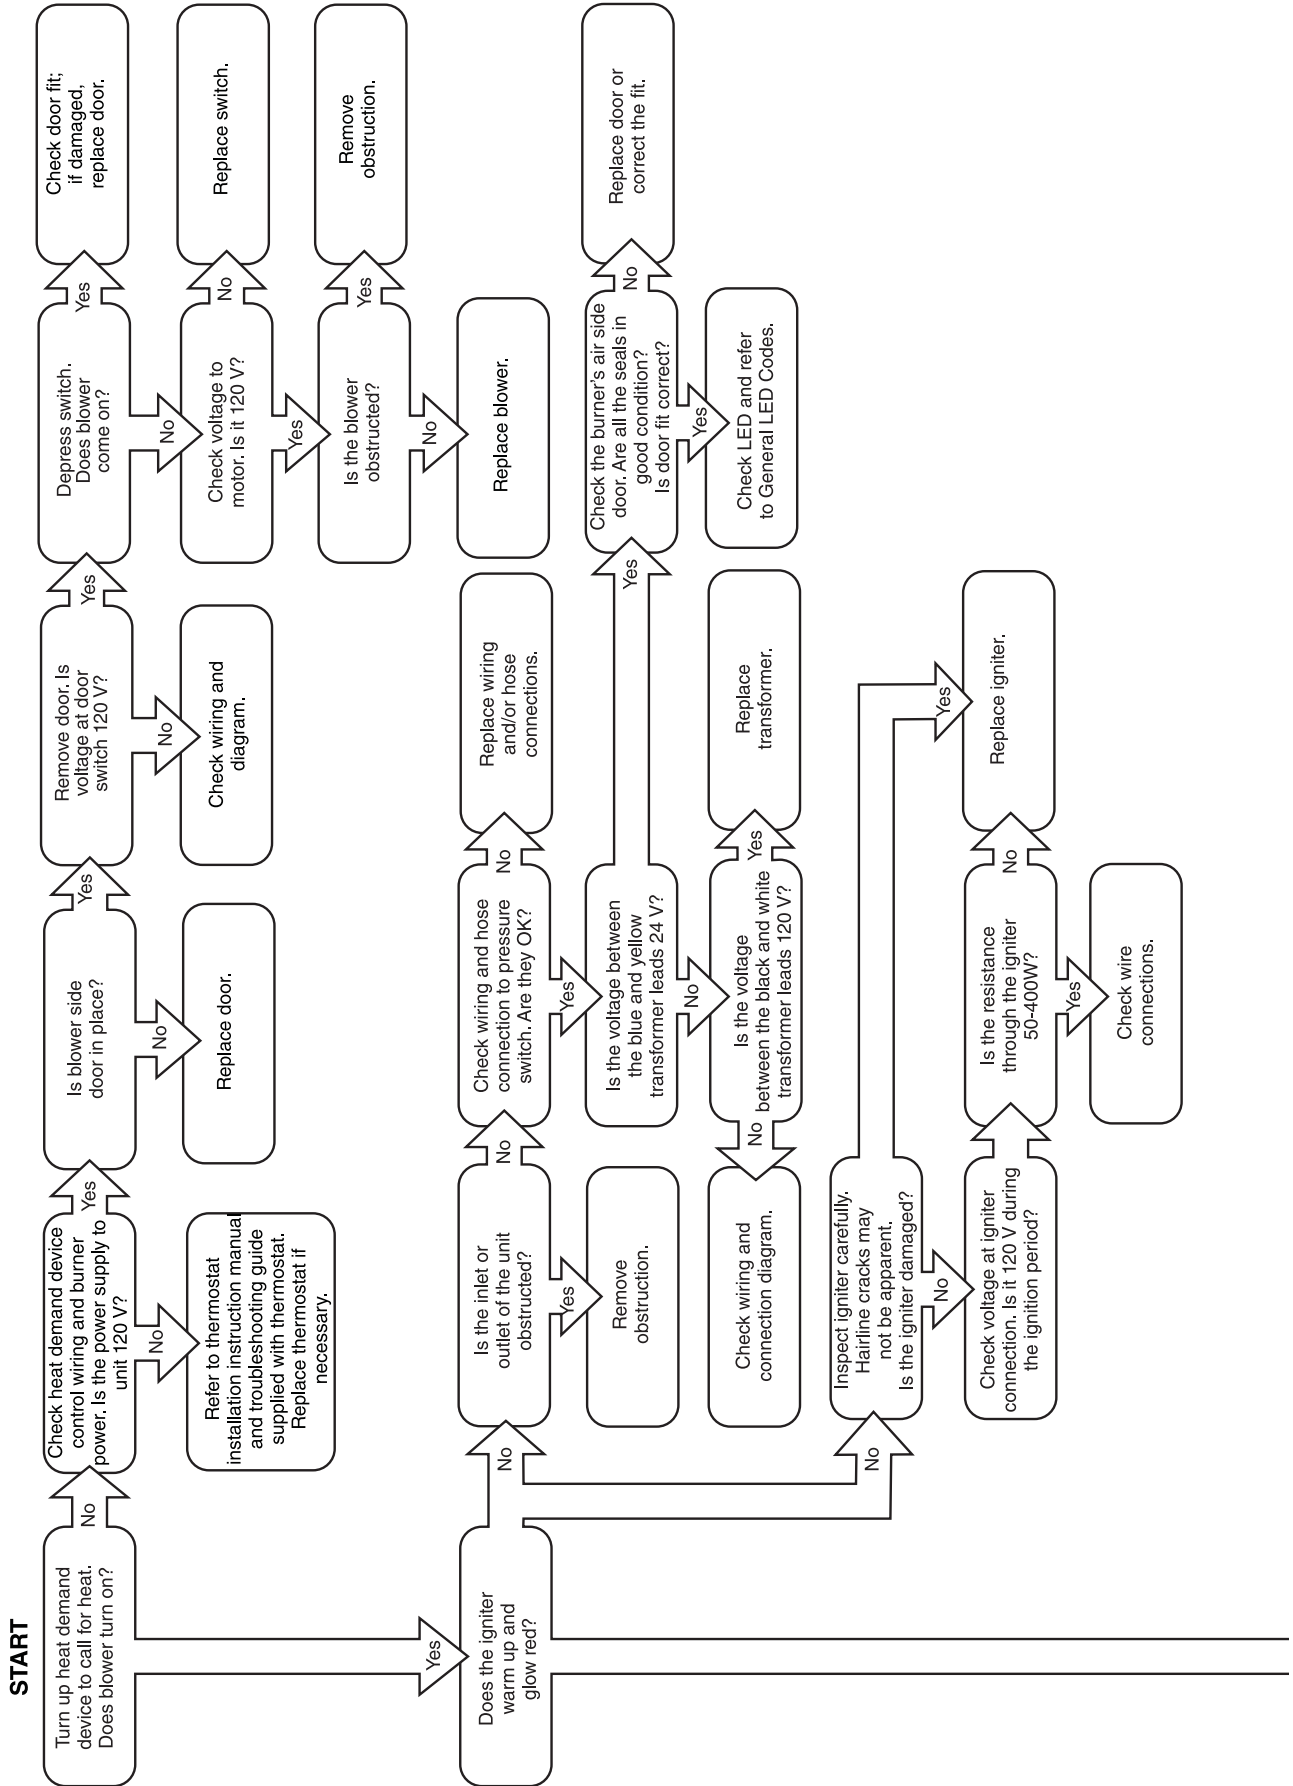 START
Turn up heat demand
device to call for heat.
Does blower turn on?
No
Check heat demand device
control wiring and burner
power. Is the power supply to
unit 120 V?
Yes
Is blower side
door in place?
Yes
Remove door. Is
voltage at door
switch 120 V?
Yes
Depress switch.
Does blower
come on?
Yes
Check door fit;
if damaged,
replace door.
No
Refer to thermostat
installation instruction manual
and troubleshooting guide
supplied with thermostat.
Replace thermostat if
necessary.
No
Replace door.
No
Check wiring and
diagram.
No
Check voltage to
motor. Is it 120 V?
No
Replace switch.
Yes
Is the blower
obstructed?
Yes
Remove
obstruction.
No
Replace blower.
Yes
Does the igniter
warm up and
glow red?
No
Is the inlet or
outlet of the unit
obstructed?
No
Check wiring and hose
connection to pressure
switch. Are they OK?
No
Replace wiring
and/or hose
connections.
Yes
Remove
obstruction.
Yes
Is the voltage between
the blue and yellow
transformer leads 24 V?
Yes
Check the burner's air side
door. Are all the seals in
good condition?
Is door fit correct?
No
Replace door or
correct the fit.
No
Is the voltage
between the black and white
transformer leads 120 V?
No
Check wiring and
connection diagram.
Yes
Replace
transformer.
Yes
Check LED and refer
to General LED Codes.
No
Inspect igniter carefully.
Hairline cracks may
not be apparent.
Is the igniter damaged?
Yes
No
Check voltage at igniter
connection. Is it 120 V during
the ignition period?
Is the resistance
through the igniter
50-400W?
No
Replace igniter.
Yes
Check wire
connections.